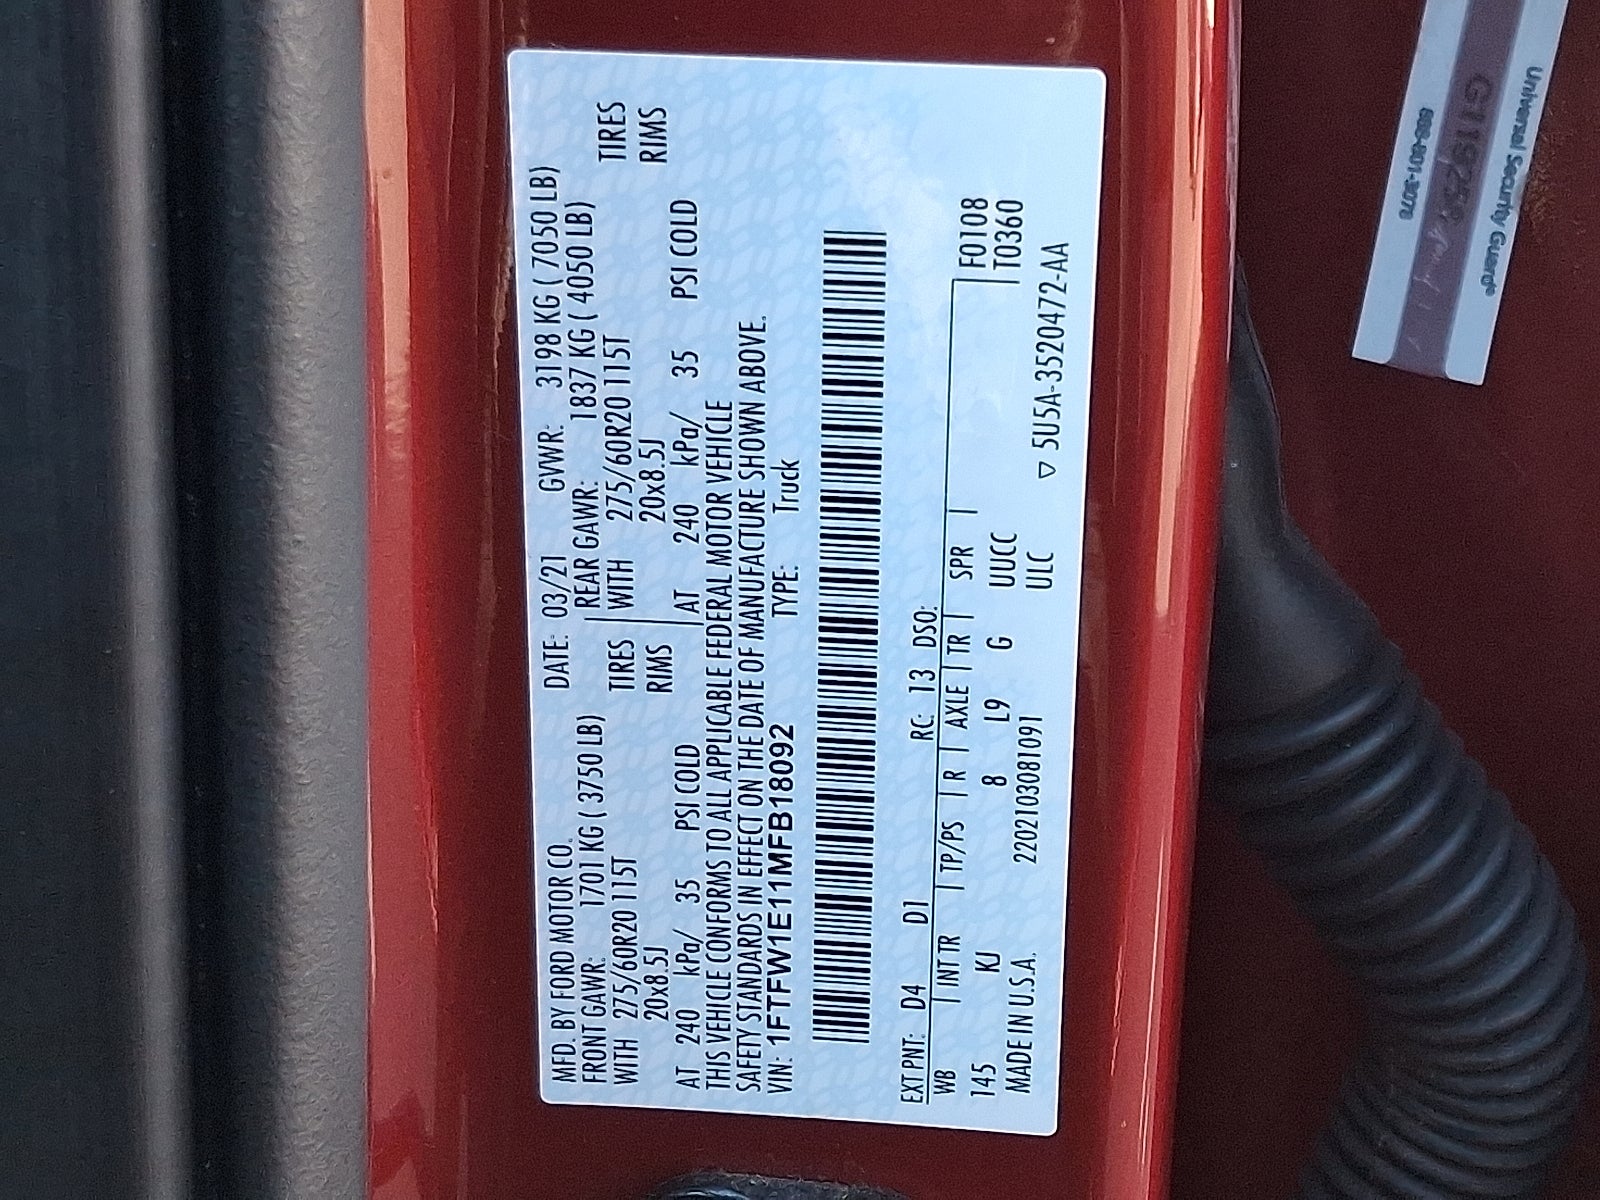 MFD. BY FORD MOTOR CO. DATE: 03/21 GVWR: 3198 KG ( 7050 LB)
FRONT GAWR: 1701 KG ( 3750 LB) REAR GAWR: 1837 KG ( 4050 LB)
WITH 275/60R20 115T TIRES WITH 275/60R20 115T TIRES
20x8.5J RIMS 20x8.5J RIMS
AT 240 kPa/ 35 PSI COLD AT 240 kPa/ 35 PSI COLD
THIS VEHICLE CONFORMS TO ALL APPLICABLE FEDERAL MOTOR VEHICLE
SAFETY STANDARDS IN EFFECT ON THE DATE OF MANUFACTURE SHOWN ABOVE.
VIN: 1FTFW1E11MFB18092 TYPE: Truck
EXT PNT: D4 D1 RC: 13 DSO: F0108
WB | INT TR | TP/PS | R | AXLE | TR | SPR | T0360
145 KJ 8 L9 G UUCC
MADE IN U.S.A. 2202103081091 ULC ▽ 5U5A-3520472-AA
Universal Security Guard®